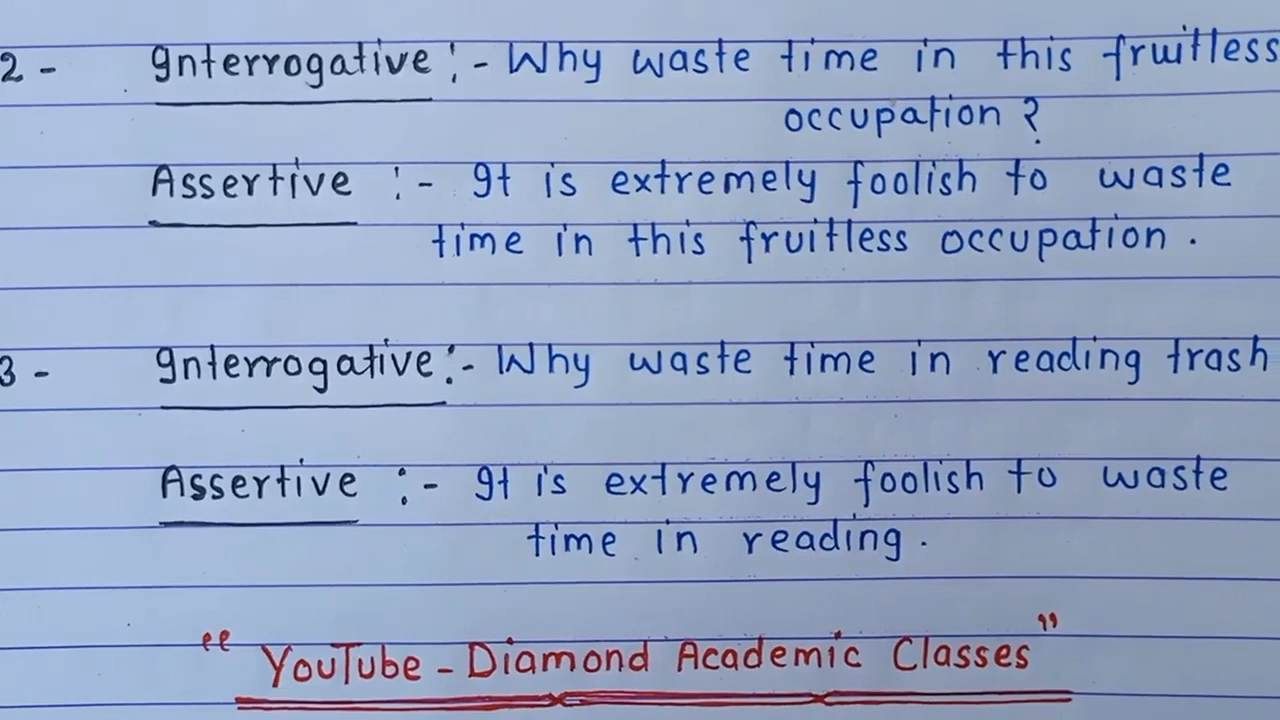 2 - Interrogative :- Why waste time in this fruitless
occupation ?
Assertive :- It is extremely foolish to waste
time in this fruitless occupation .
3 - Interrogative :- Why waste time in reading trash
Assertive :- It is extremely foolish to waste
time in reading .
“ YouTube - Diamond Academic Classes ”